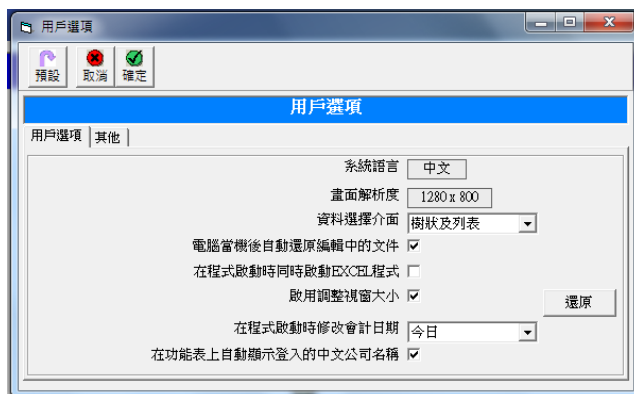 用戶選項
預設 取消 確定
用戶選項
用戶選項 其他
系統語言 中文
畫面解析度 1280 x 800
資料選擇介面 樹狀及列表
電腦當機後自動還原編輯中的文件
在程式啟動時同時啟動EXCEL程式
啟用調整視窗大小
還原
在程式啟動時修改會計日期 今日
在功能表上自動顯示登入的中文公司名稱